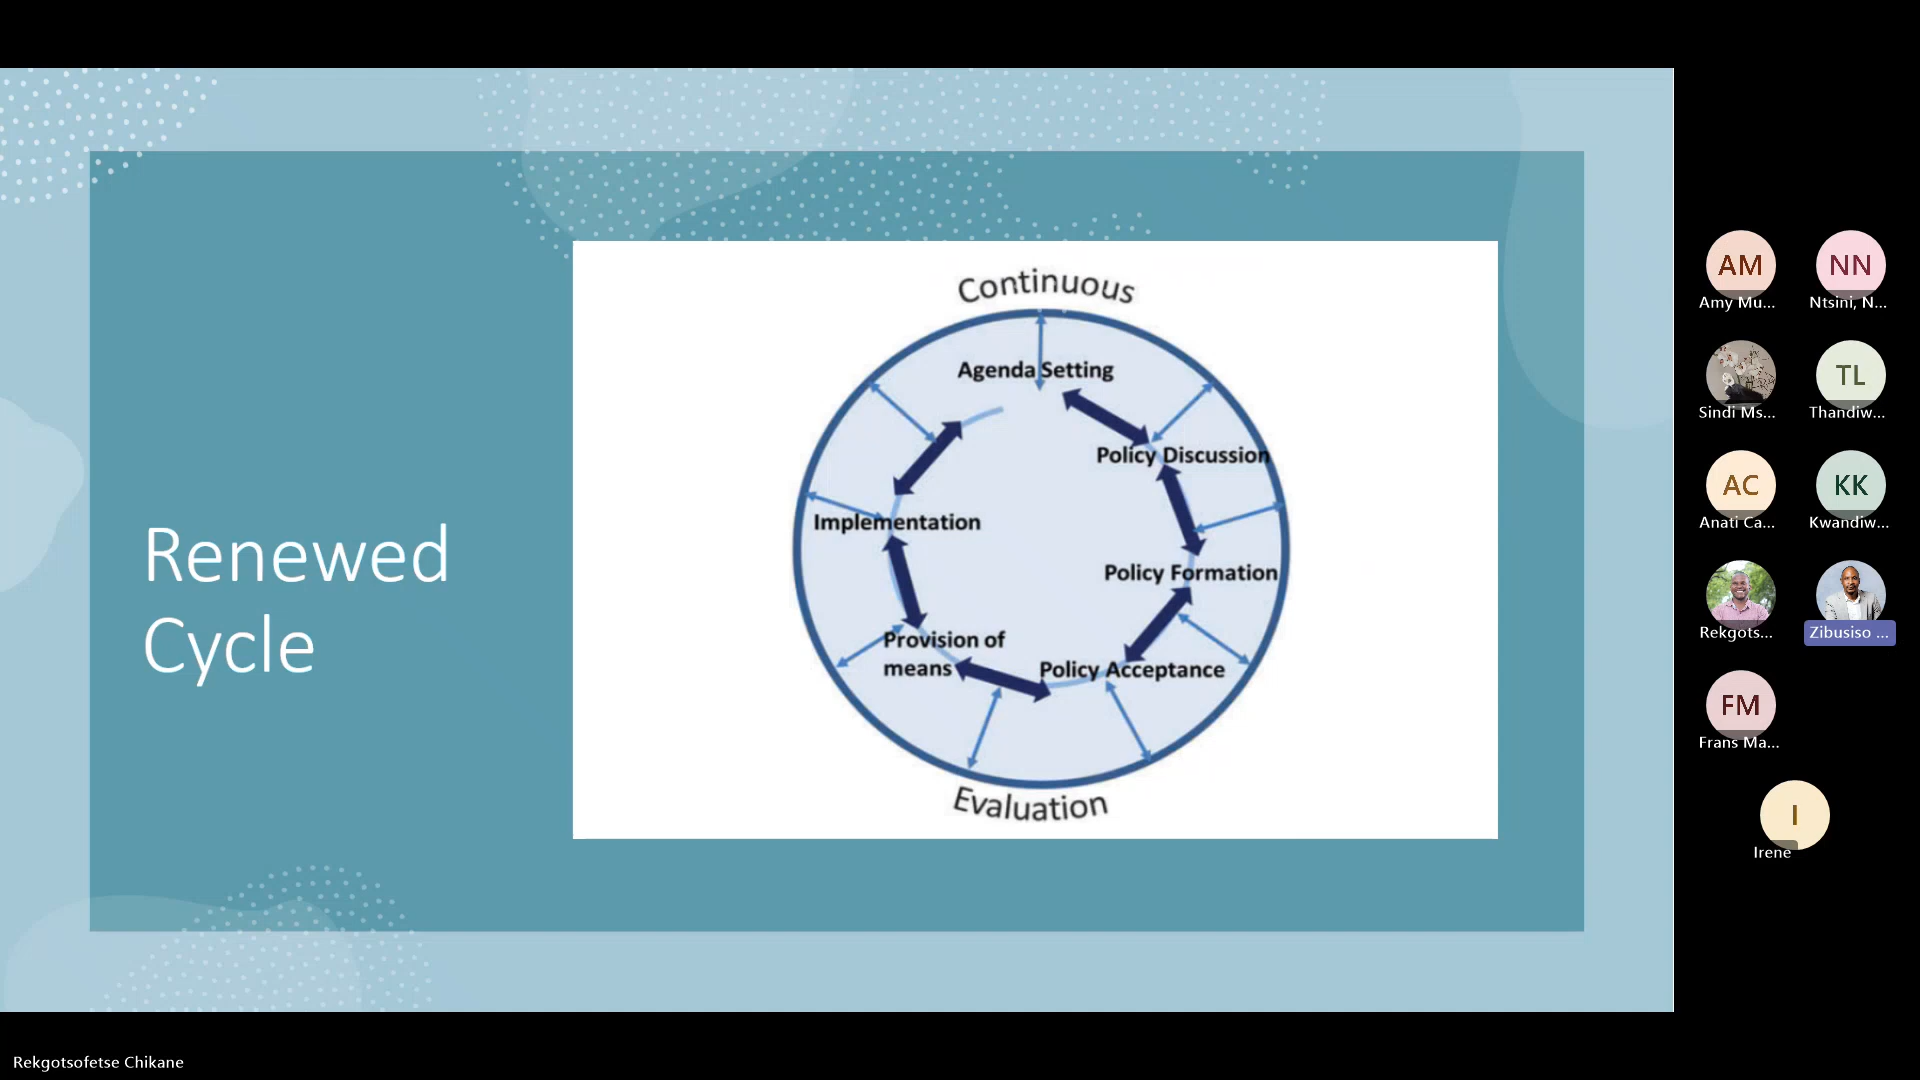 Renewed
Cycle
Continuous
Agenda Setting
Policy Discussion
Policy Formation
Policy Acceptance
Provision of
means
Implementation
Evaluation
AM
Amy Mu...
NN
Ntsini, N...
Sindi Ms...
TL
Thandiw...
AC
Anati Ca...
KK
Kwandiw...
Rekgots...
Zibusiso ...
FM
Frans Ma...
I
Irene
Rekgotsofetse Chikane